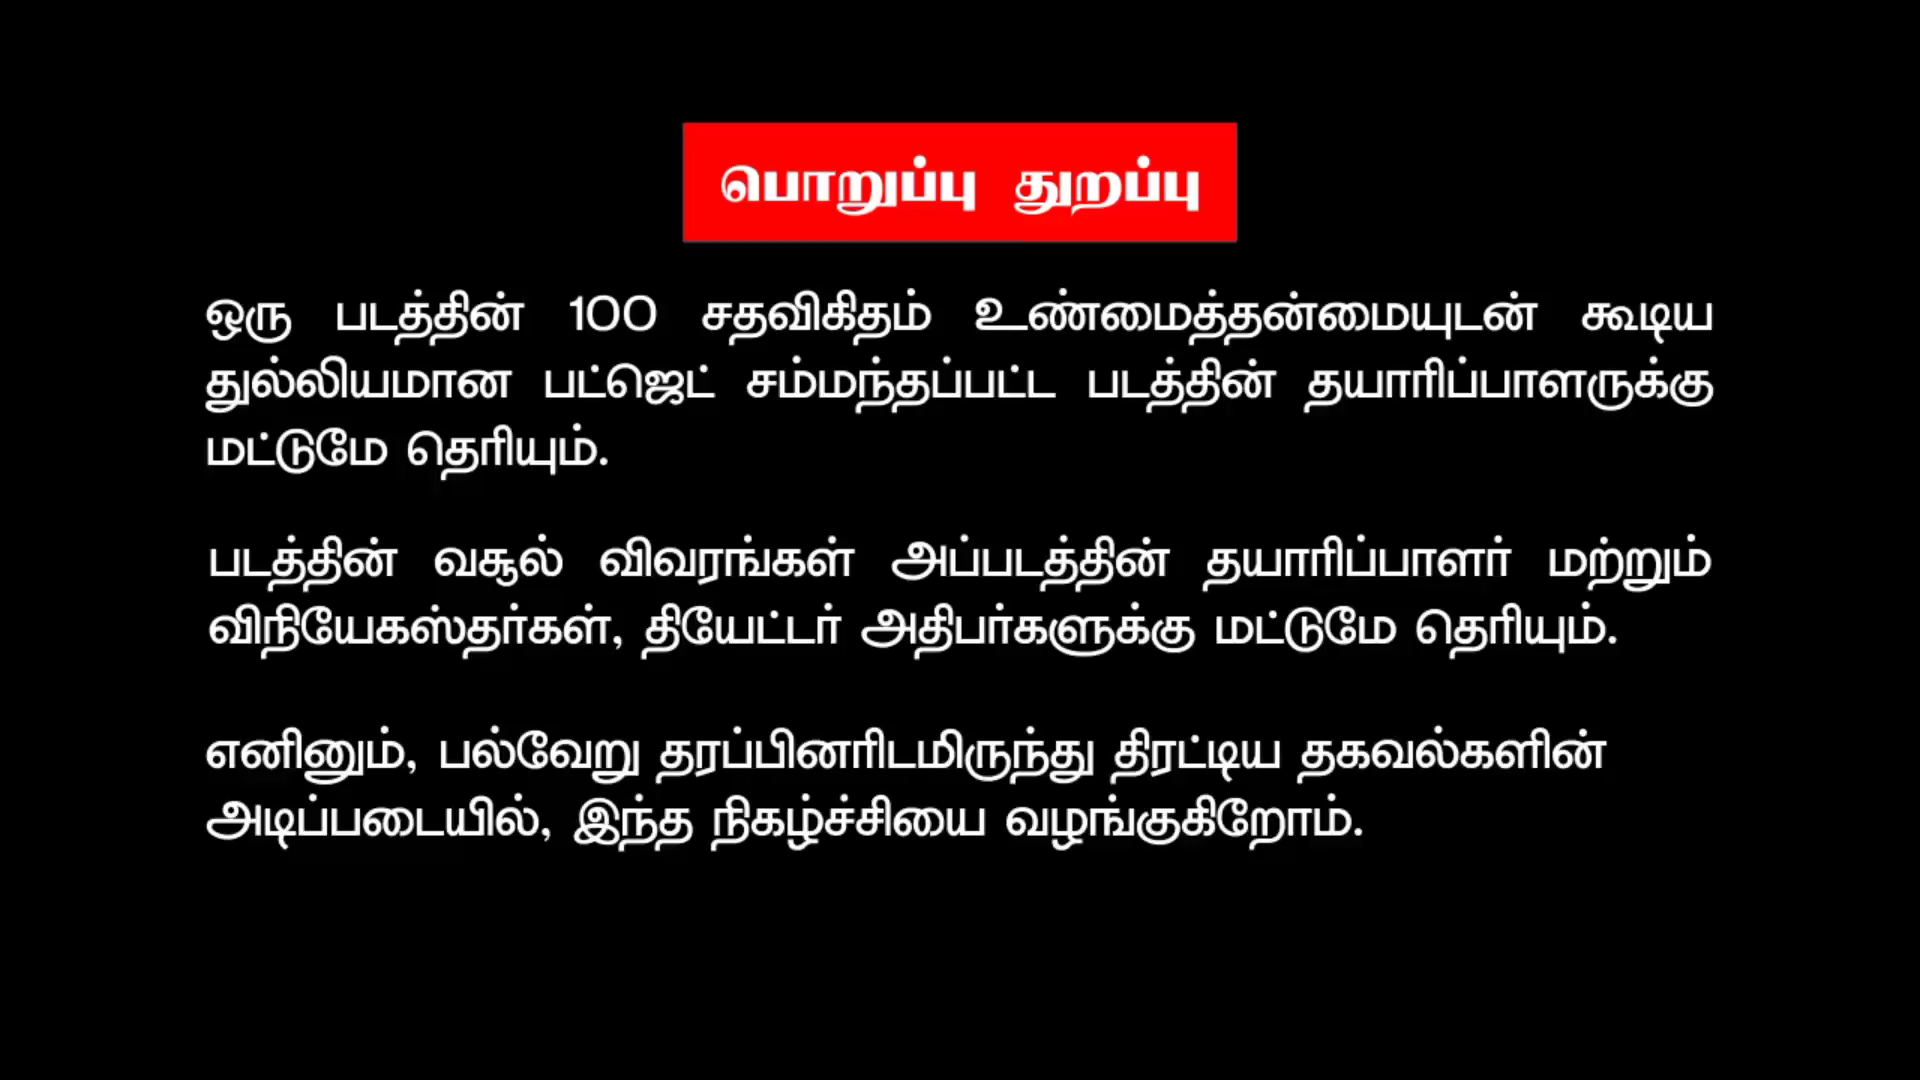 பொறுப்பு துறப்பு
ஒரு படத்தின் 100 சதவிகிதம் உண்மைத்தன்மையுடன் கூடிய
துல்லியமான பட்ஜெட் சம்மந்தப்பட்ட படத்தின் தயாரிப்பாளருக்கு
மட்டுமே தெரியும்.
படத்தின் வசூல் விவரங்கள் அப்படத்தின் தயாரிப்பாளர் மற்றும்
விநியேகஸ்தர்கள், தியேட்டர் அதிபர்களுக்கு மட்டுமே தெரியும்.
எனினும், பல்வேறு தரப்பினரிடமிருந்து திரட்டிய தகவல்களின்
அடிப்படையில், இந்த நிகழ்ச்சியை வழங்குகிறோம்.